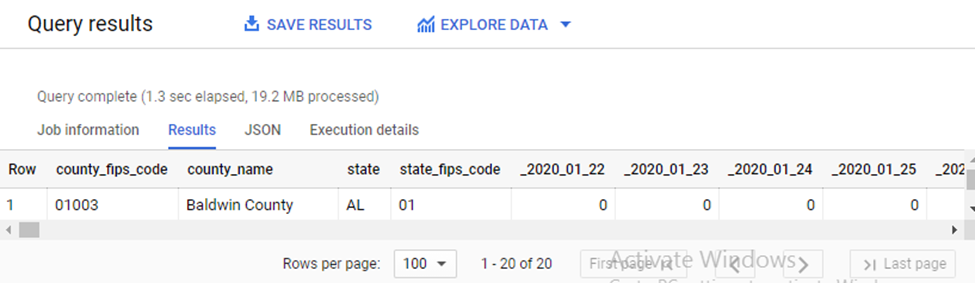 Query results SAVE RESULTS EXPLORE DATA
Query complete (1.3 sec elapsed, 19.2 MB processed)
Job information Results JSON Execution details
Row county_fips_code county_name state state_fips_code _2020_01_22 _2020_01_23 _2020_01_24 _2020_01_25 _202
1 01003 Baldwin County AL 01 0 0 0 0
Rows per page: 100 1 - 20 of 20 First page Last page
Activate Windows